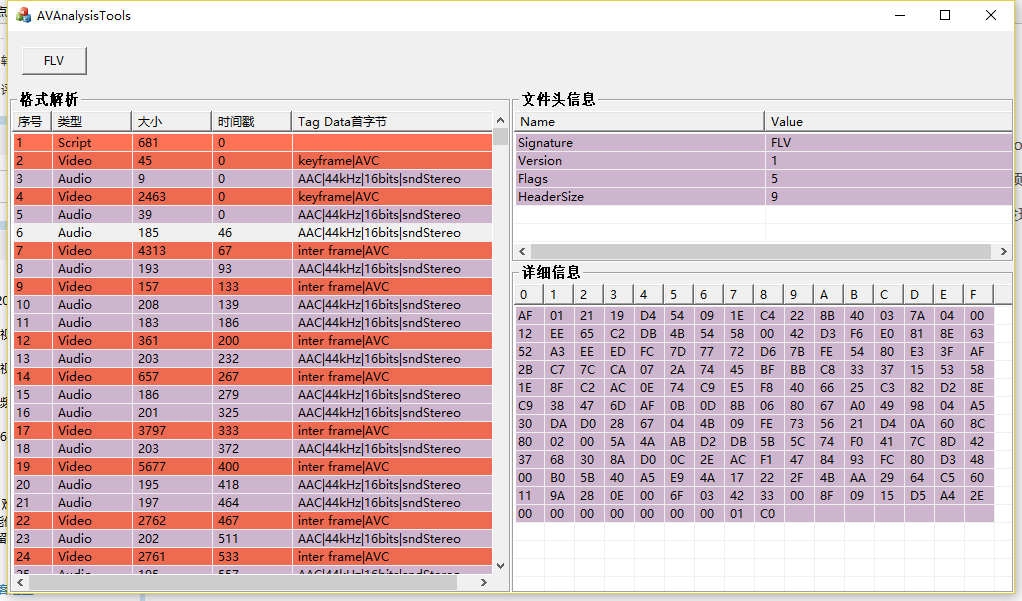 AVAnalysisTools
FLV
格式解析
序号 类型 大小 时间戳 Tag Data首字节
1 Script 681 0
2 Video 45 0 keyframe|AVC
3 Audio 9 0 AAC|44kHz|16bits|sndStereo
4 Video 2463 0 keyframe|AVC
5 Audio 39 0 AAC|44kHz|16bits|sndStereo
6 Audio 185 46 AAC|44kHz|16bits|sndStereo
7 Video 4313 67 inter frame|AVC
8 Audio 193 93 AAC|44kHz|16bits|sndStereo
9 Video 157 133 inter frame|AVC
10 Audio 208 139 AAC|44kHz|16bits|sndStereo
11 Audio 183 186 AAC|44kHz|16bits|sndStereo
12 Video 361 200 inter frame|AVC
13 Audio 203 232 AAC|44kHz|16bits|sndStereo
14 Video 657 267 inter frame|AVC
15 Audio 186 279 AAC|44kHz|16bits|sndStereo
16 Audio 201 325 AAC|44kHz|16bits|sndStereo
17 Video 3797 333 inter frame|AVC
18 Audio 203 372 AAC|44kHz|16bits|sndStereo
19 Video 5677 400 inter frame|AVC
20 Audio 195 418 AAC|44kHz|16bits|sndStereo
21 Audio 197 464 AAC|44kHz|16bits|sndStereo
22 Video 2762 467 inter frame|AVC
23 Audio 202 511 AAC|44kHz|16bits|sndStereo
24 Video 2761 533 inter frame|AVC
25 Audio 195 557 AAC|44kHz|16bits|sndStereo
文件头信息
Name Value
Signature FLV
Version 1
Flags 5
HeaderSize 9
详细信息
0 1 2 3 4 5 6 7 8 9 A B C D E F
AF 01 21 19 D4 54 09 1E C4 22 8B 40 03 7A 04 00
12 EE 65 C2 DB 4B 54 58 00 42 D3 F6 E0 81 8E 63
52 A3 EE ED FC 7D 77 72 D6 7B FE 54 80 E3 3F AF
2B C7 7C CA 07 2A 74 45 BF BB C8 33 37 15 53 58
1E 8F C2 AC 0E 74 C9 E5 F8 40 66 25 C3 82 D2 8E
C9 38 47 6D AF 0B 0D 8B 06 80 67 A0 49 98 04 A5
30 DA D0 28 67 04 4B 09 FE 73 56 21 D4 0A 60 8C
80 02 00 5A 4A AB D2 DB 5B 5C 74 F0 41 7C 8D 42
37 68 30 8A D0 0C 2E AC F1 47 84 93 FC 80 D3 48
00 B0 5B 40 A5 E9 4A 17 22 2F 4B AA 29 64 C5 60
11 9A 28 0E 00 6F 03 42 33 00 8F 09 15 D5 A4 2E
00 00 00 00 00 00 00 01 C0